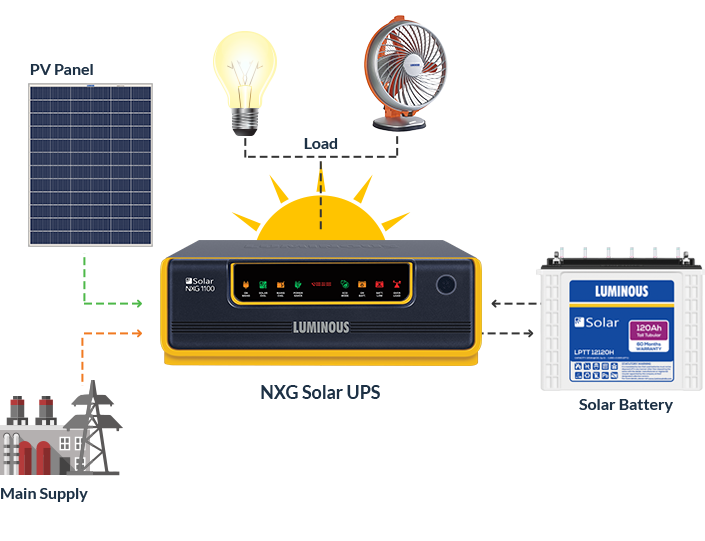 PV Panel
Load
Solar
NXG 1100
LUMINOUS
NXG Solar UPS
LUMINOUS
Solar
120Ah
Tall Tubular
60 Months
WARRANTY
LPTT 12120H
Solar Battery
Main Supply